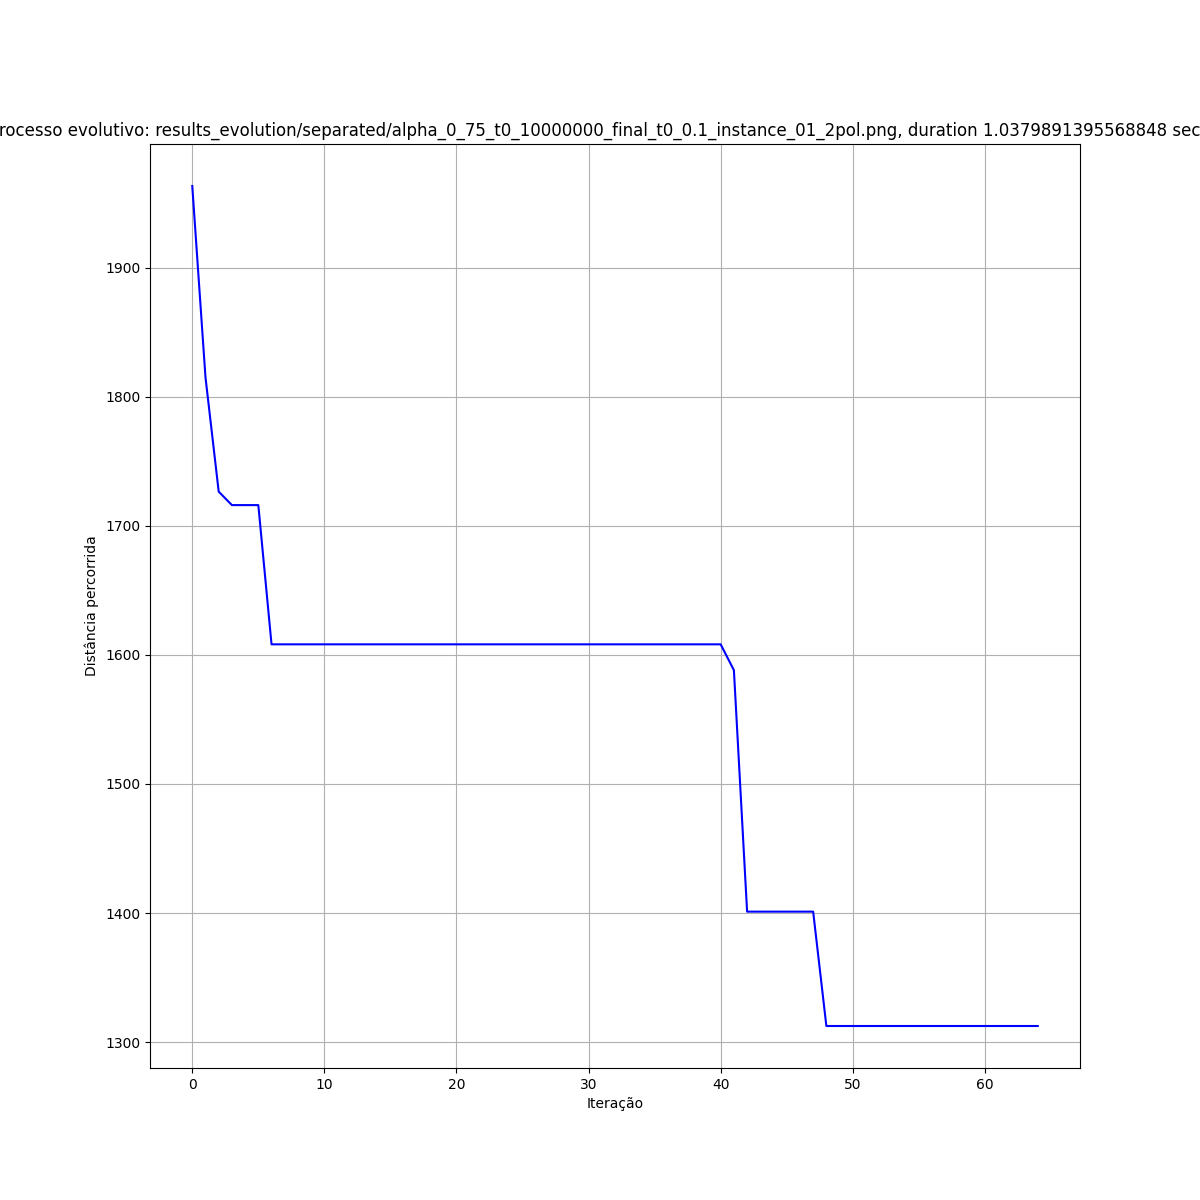 rocesso evolutivo: results_evolution/separated/alpha_0_75_t0_10000000_final_t0_0.1_instance_01_2pol.png, duration 1.0379891395568848 sec
1900
1800
1700
1600
1500
1400
1300
Distância percorrida
0 10 20 30 40 50 60
Iteração